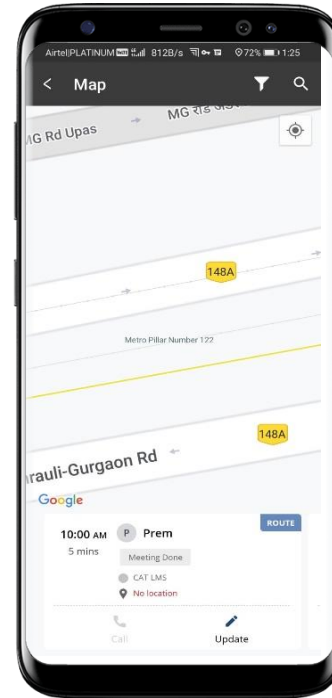 Airtel|PLATINUM 812B/s 72% 1:25
Map
MG Rd Upas
MG रोड
148A
Metro Pillar Number 122
148A
rauli-Gurgaon Rd
Google
ROUTE
10:00 AM P Prem
5 mins Meeting Done
CAT LMS
No location
Call Update